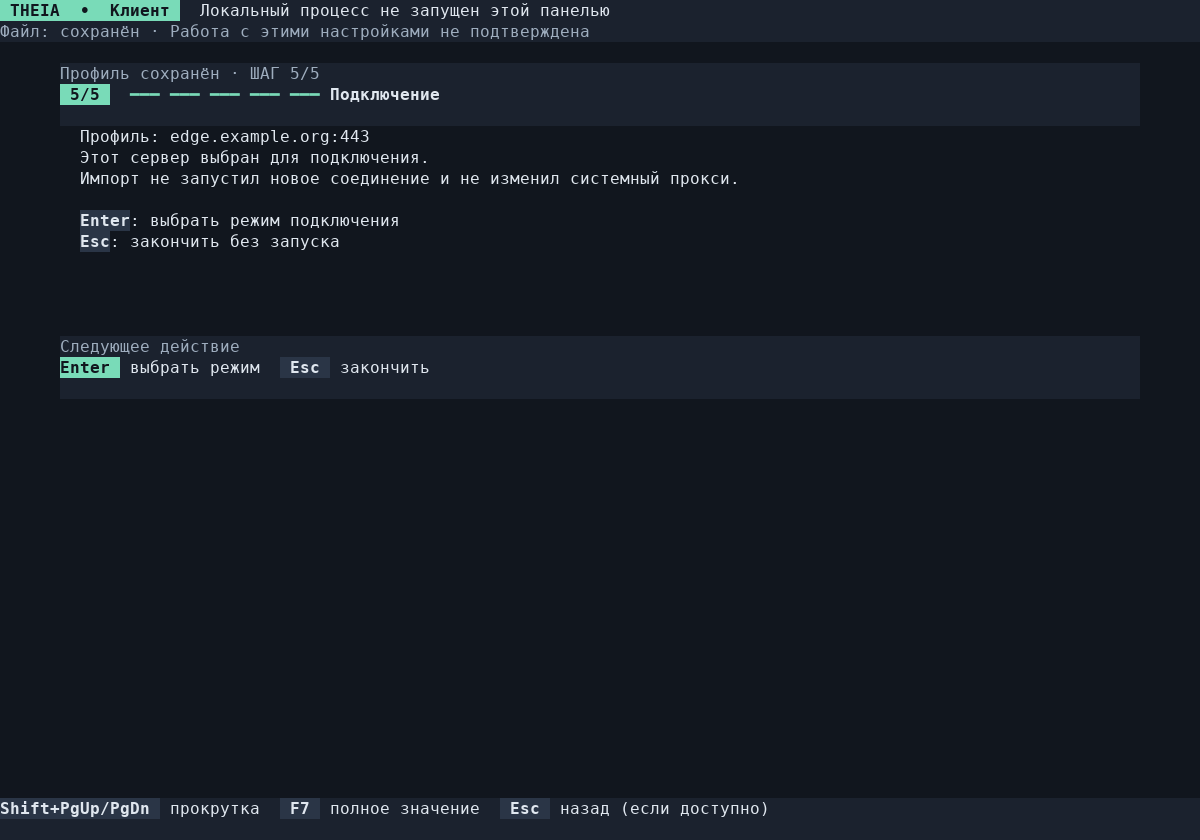 THEIA • Клиент Локальный процесс не запущен этой панелью
Файл: сохранён · Работа с этими настройками не подтверждена
Профиль сохранён · ШАГ 5/5
5/5 ━━━ ━━━ ━━━ ━━━ ━━━ Подключение
Профиль: edge.example.org:443
Этот сервер выбран для подключения.
Импорт не запустил новое соединение и не изменил системный прокси.
Enter: выбрать режим подключения
Esc: закончить без запуска
Следующее действие
Enter выбрать режим Esc закончить
Shift+PgUp/PgDn прокрутка F7 полное значение Esc назад (если доступно)